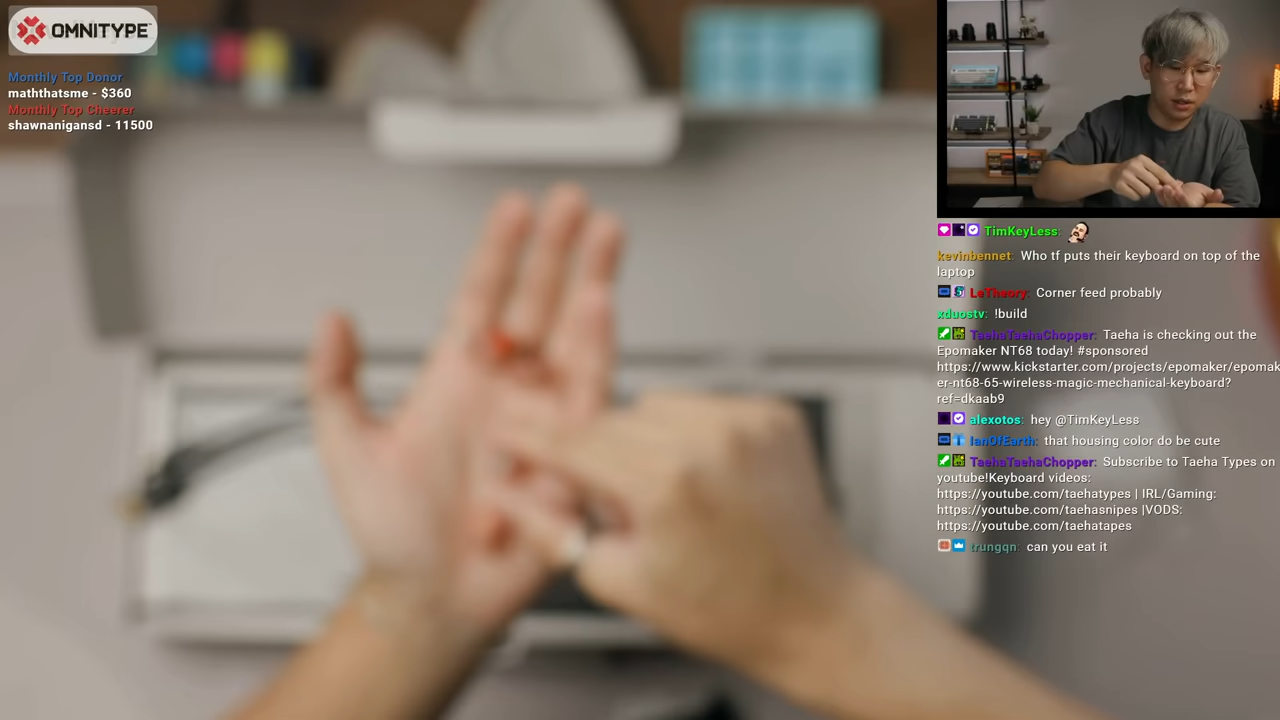 OMNITYPE
Monthly Top Donor
maththatsme - $360
Monthly Top Cheerer
shawnanigansd - 11500
TimKeyLess:
kevinbennet: Who tf puts their keyboard on top of the
laptop
LeTheory: Corner feed probably
xduostv: !build
TaehaTaehaChopper: Taeha is checking out the
Epomaker NT68 today! #sponsored
https://www.kickstarter.com/projects/epomaker/epomak
er-nt68-65-wireless-magic-mechanical-keyboard?
ref=dkaab9
alexotos: hey @TimKeyLess
IanOfEarth: that housing color do be cute
TaehaTaehaChopper: Subscribe to Taeha Types on
youtube!Keyboard videos:
https://youtube.com/taehatypes | IRL/Gaming:
https://youtube.com/taehasnipes |VODS:
https://youtube.com/taehatapes
trungqn: can you eat it